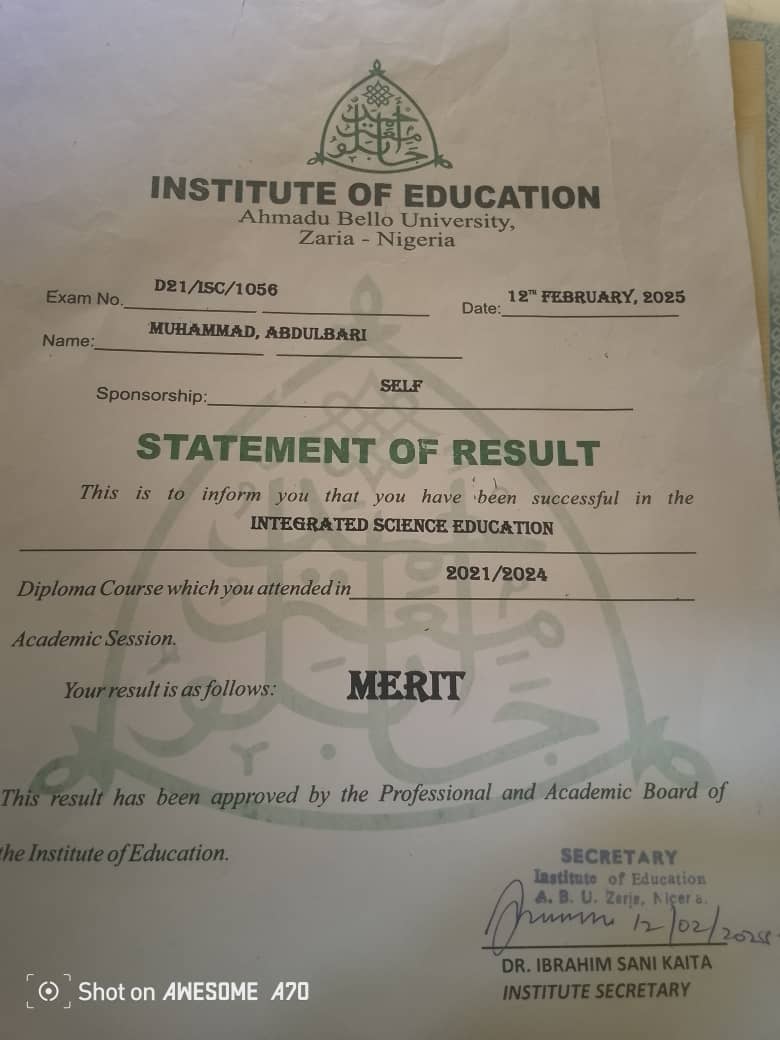 INSTITUTE OF EDUCATION
Ahmadu Bello University,
Zaria - Nigeria
Exam No. D21/ISC/1056
Date: 12TH FEBRUARY, 2025
Name: MUHAMMAD, ABDULBARI
Sponsorship: SELF
STATEMENT OF RESULT
This is to inform you that you have been successful in the
INTEGRATED SCIENCE EDUCATION
Diploma Course which you attended in 2021/2024
Academic Session.
Your result is as follows: MERIT
This result has been approved by the Professional and Academic Board of
the Institute of Education.
SECRETARY
Institute of Education
A. B. U. Zaria, Nigeria.
12/02/2025
DR. IBRAHIM SANI KAITA
INSTITUTE SECRETARY
Shot on AWESOME A70